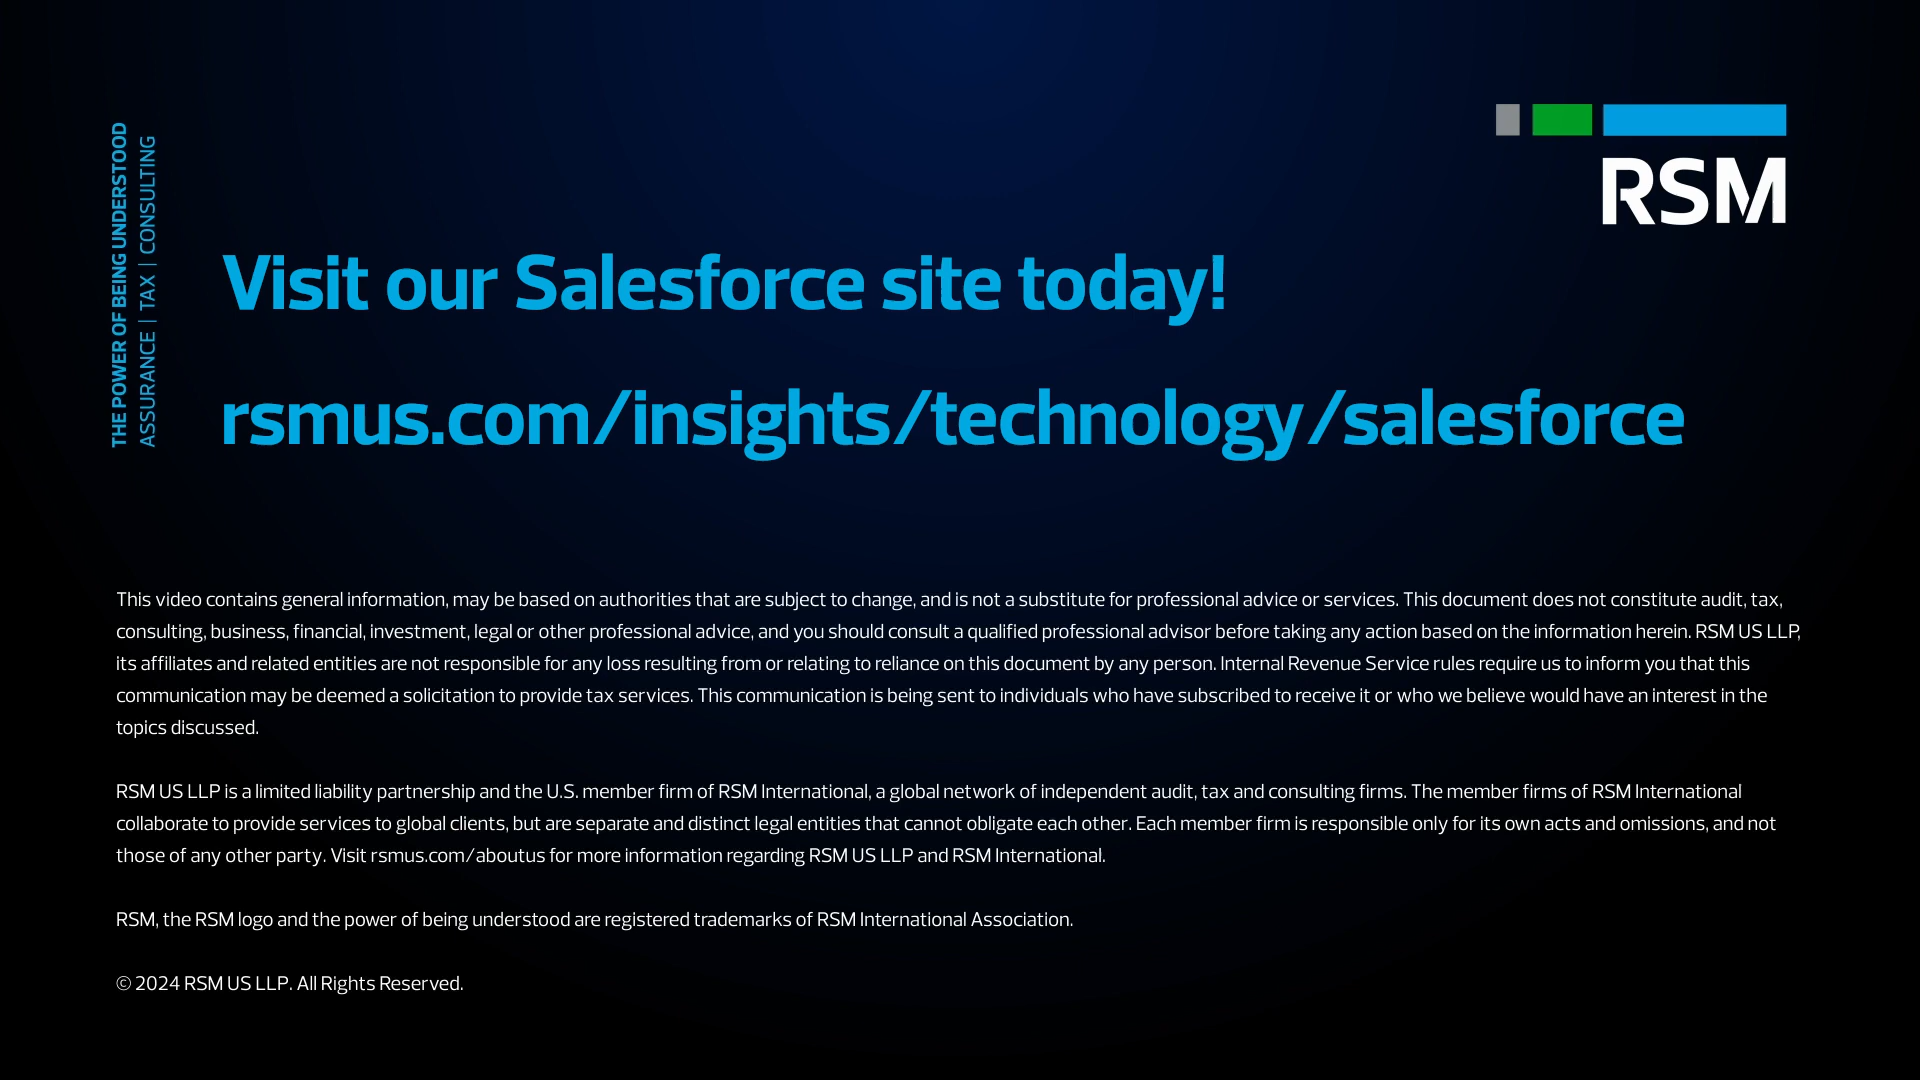 THE POWER OF BEING UNDERSTOOD
ASSURANCE | TAX | CONSULTING
RSM
Visit our Salesforce site today!
rsmus.com/insights/technology/salesforce
This video contains general information, may be based on authorities that are subject to change, and is not a substitute for professional advice or services. This document does not constitute audit, tax,
consulting, business, financial, investment, legal or other professional advice, and you should consult a qualified professional advisor before taking any action based on the information herein. RSM US LLP,
its affiliates and related entities are not responsible for any loss resulting from or relating to reliance on this document by any person. Internal Revenue Service rules require us to inform you that this
communication may be deemed a solicitation to provide tax services. This communication is being sent to individuals who have subscribed to receive it or who we believe would have an interest in the
topics discussed.
RSM US LLP is a limited liability partnership and the U.S. member firm of RSM International, a global network of independent audit, tax and consulting firms. The member firms of RSM International
collaborate to provide services to global clients, but are separate and distinct legal entities that cannot obligate each other. Each member firm is responsible only for its own acts and omissions, and not
those of any other party. Visit rsmus.com/aboutus for more information regarding RSM US LLP and RSM International.
RSM, the RSM logo and the power of being understood are registered trademarks of RSM International Association.
© 2024 RSM US LLP. All Rights Reserved.